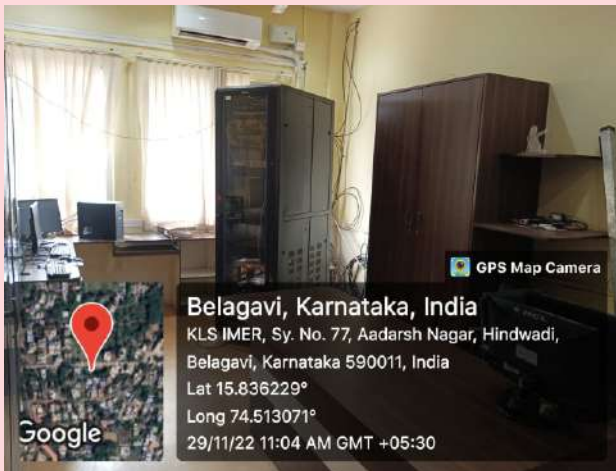 GPS Map Camera
Belagavi, Karnataka, India
KLS IMER, Sy. No. 77, Aadarsh Nagar, Hindwadi,
Belagavi, Karnataka 590011, India
Lat 15.836229°
Long 74.513071°
29/11/22 11:04 AM GMT +05:30
Google